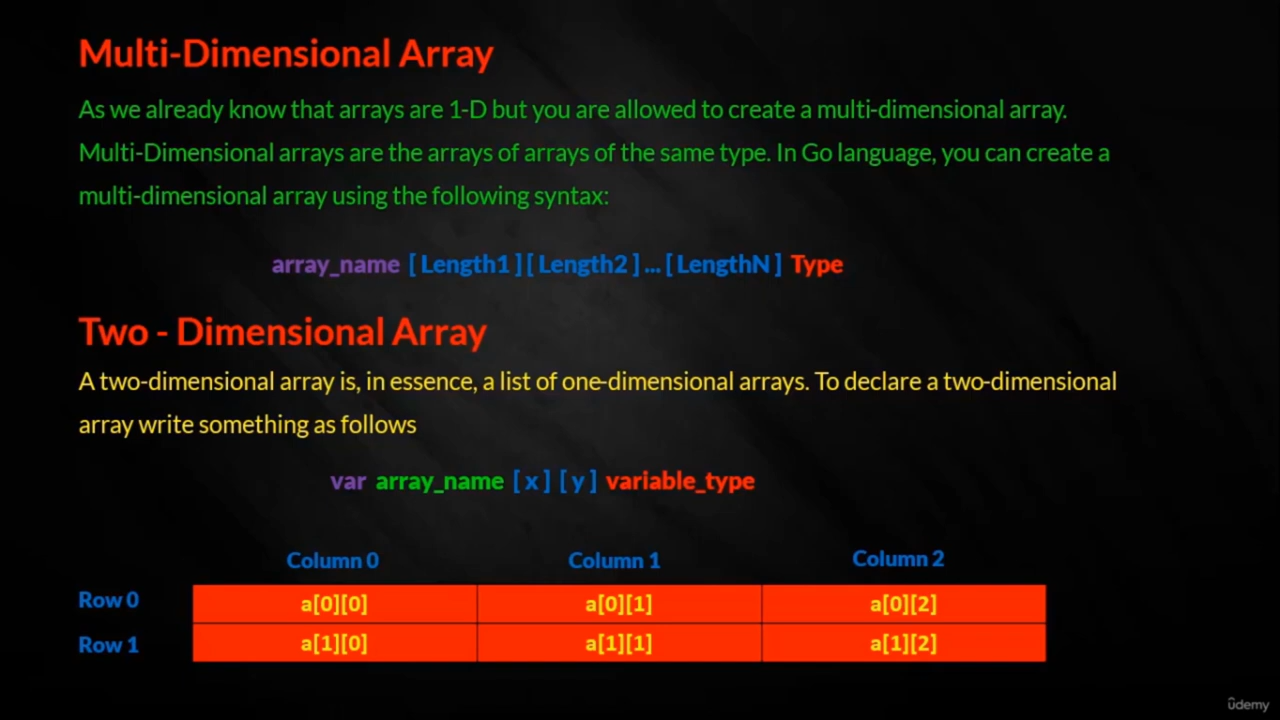 Multi-Dimensional Array
As we already know that arrays are 1-D but you are allowed to create a multi-dimensional array.
Multi-Dimensional arrays are the arrays of arrays of the same type. In Go language, you can create a
multi-dimensional array using the following syntax:
array_name [ Length1 ] [ Length2 ] ... [ LengthN ] Type
Two - Dimensional Array
A two-dimensional array is, in essence, a list of one-dimensional arrays. To declare a two-dimensional
array write something as follows
var array_name [ x ] [ y ] variable_type
Column 0 Column 1 Column 2
Row 0 a[0][0] a[0][1] a[0][2]
Row 1 a[1][0] a[1][1] a[1][2]
ûdemy